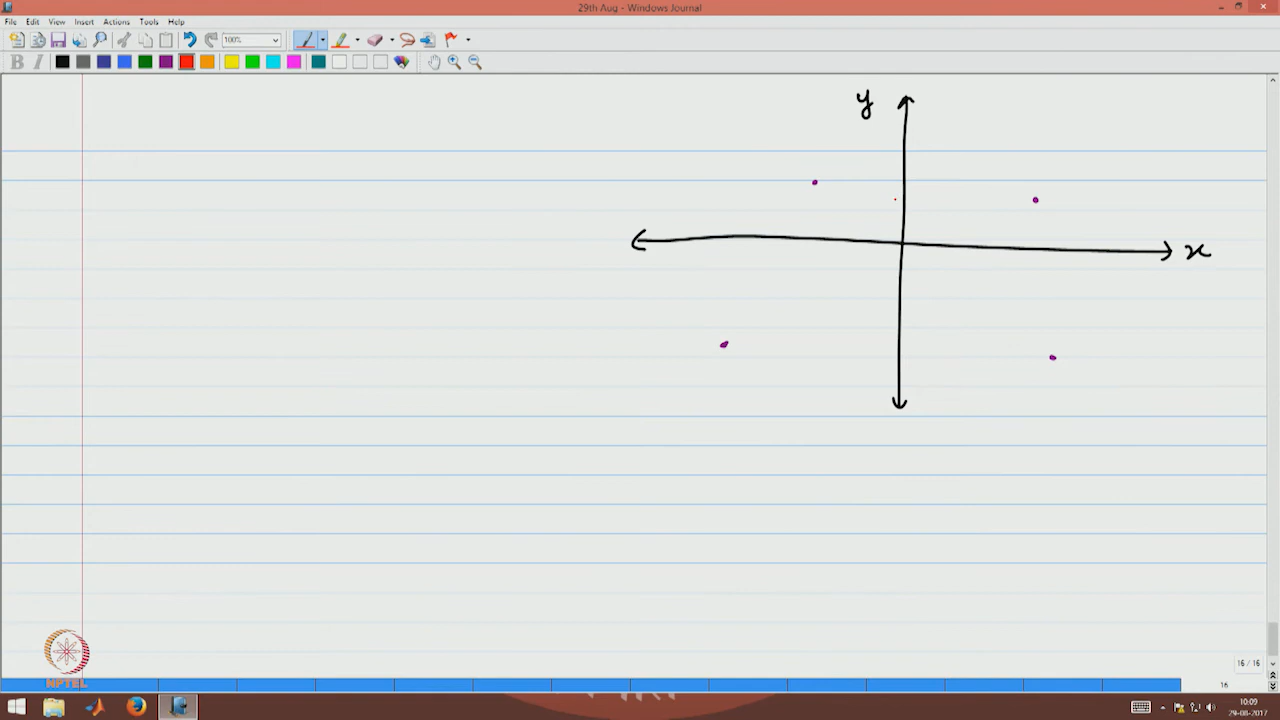 29th Aug - Windows Journal
File Edit View Insert Actions Tools Help
100%
B I
y
x
NPTEL
16 / 16
16
10:09
29-08-2017